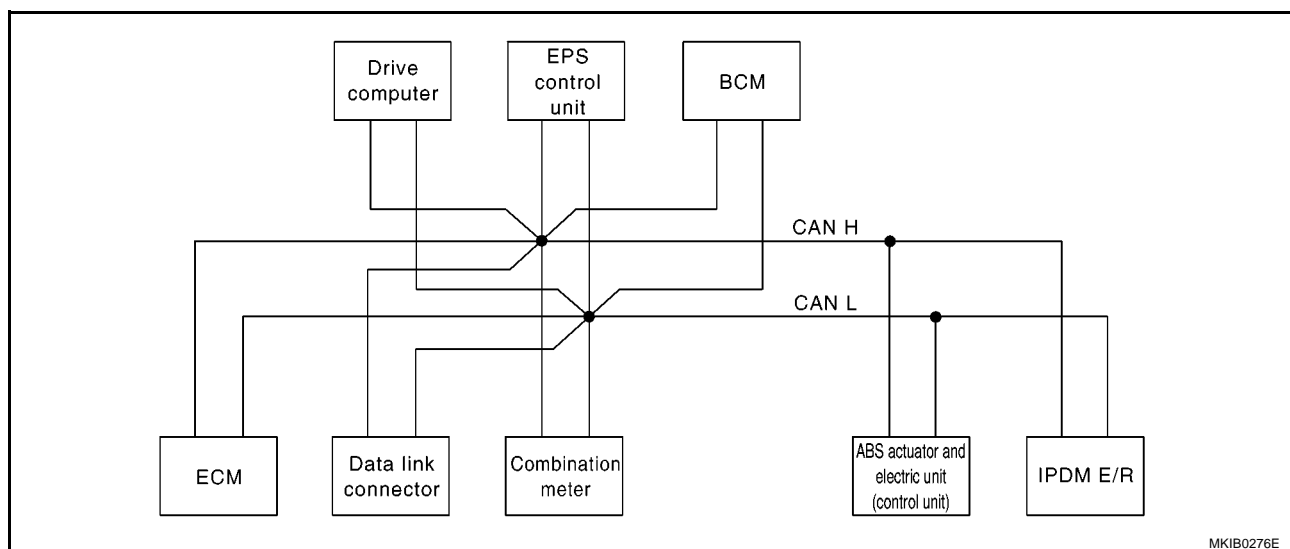 Drive
computer
EPS
control
unit
BCM
CAN H
CAN L
ECM
Data link
connector
Combination
meter
ABS actuator and
electric unit
(control unit)
IPDM E/R
MKIB0276E